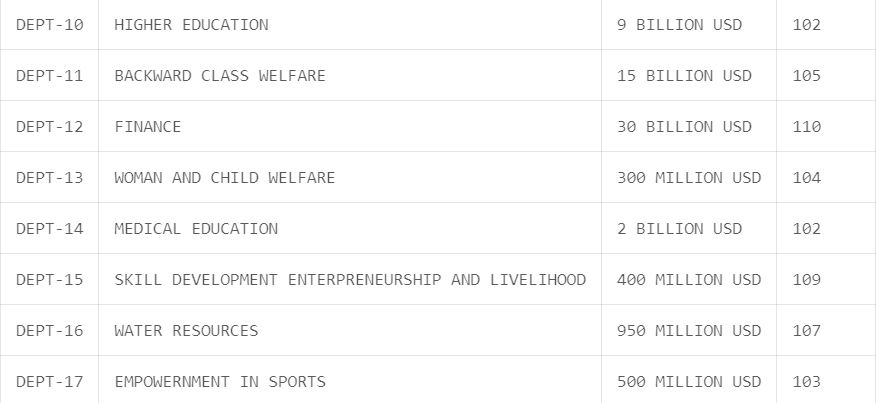 DEPT-10 HIGHER EDUCATION 9 BILLION USD 102
DEPT-11 BACKWARD CLASS WELFARE 15 BILLION USD 105
DEPT-12 FINANCE 30 BILLION USD 110
DEPT-13 WOMAN AND CHILD WELFARE 300 MILLION USD 104
DEPT-14 MEDICAL EDUCATION 2 BILLION USD 102
DEPT-15 SKILL DEVELOPMENT ENTERPRENEURSHIP AND LIVELIHOOD 400 MILLION USD 109
DEPT-16 WATER RESOURCES 950 MILLION USD 107
DEPT-17 EMPOWERNMENT IN SPORTS 500 MILLION USD 103